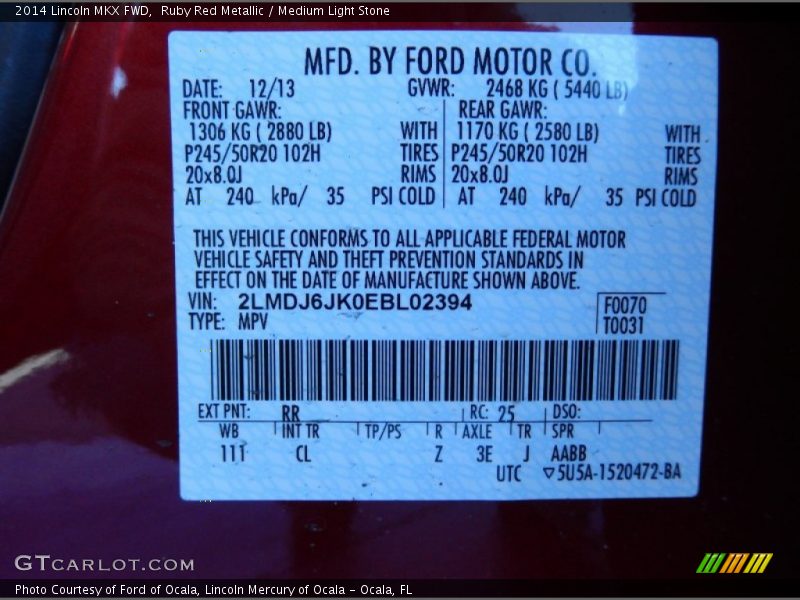 2014 Lincoln MKX FWD,  Ruby Red Metallic / Medium Light Stone
MFD. BY FORD MOTOR CO.
DATE: 12/13 GVWR: 2468 KG ( 5440 LB)
FRONT GAWR: REAR GAWR:
1306 KG ( 2880 LB) WITH 1170 KG ( 2580 LB) WITH
P245/50R20 102H TIRES P245/50R20 102H TIRES
20x8.0J RIMS 20x8.0J RIMS
AT 240 kPa/ 35 PSI COLD AT 240 kPa/ 35 PSI COLD
THIS VEHICLE CONFORMS TO ALL APPLICABLE FEDERAL MOTOR
VEHICLE SAFETY AND THEFT PREVENTION STANDARDS IN
EFFECT ON THE DATE OF MANUFACTURE SHOWN ABOVE.
VIN: 2LMDJ6JK0EBL02394 F0070
TYPE: MPV T0031
EXT PNT: RR RC: 25 DSO:
WB INT TR TP/PS R AXLE TR SPR
111 CL Z 3E J AABB
UTC ▽5U5A-1520472-BA
GTCARLOT.COM
Photo Courtesy of Ford of Ocala, Lincoln Mercury of Ocala - Ocala, FL